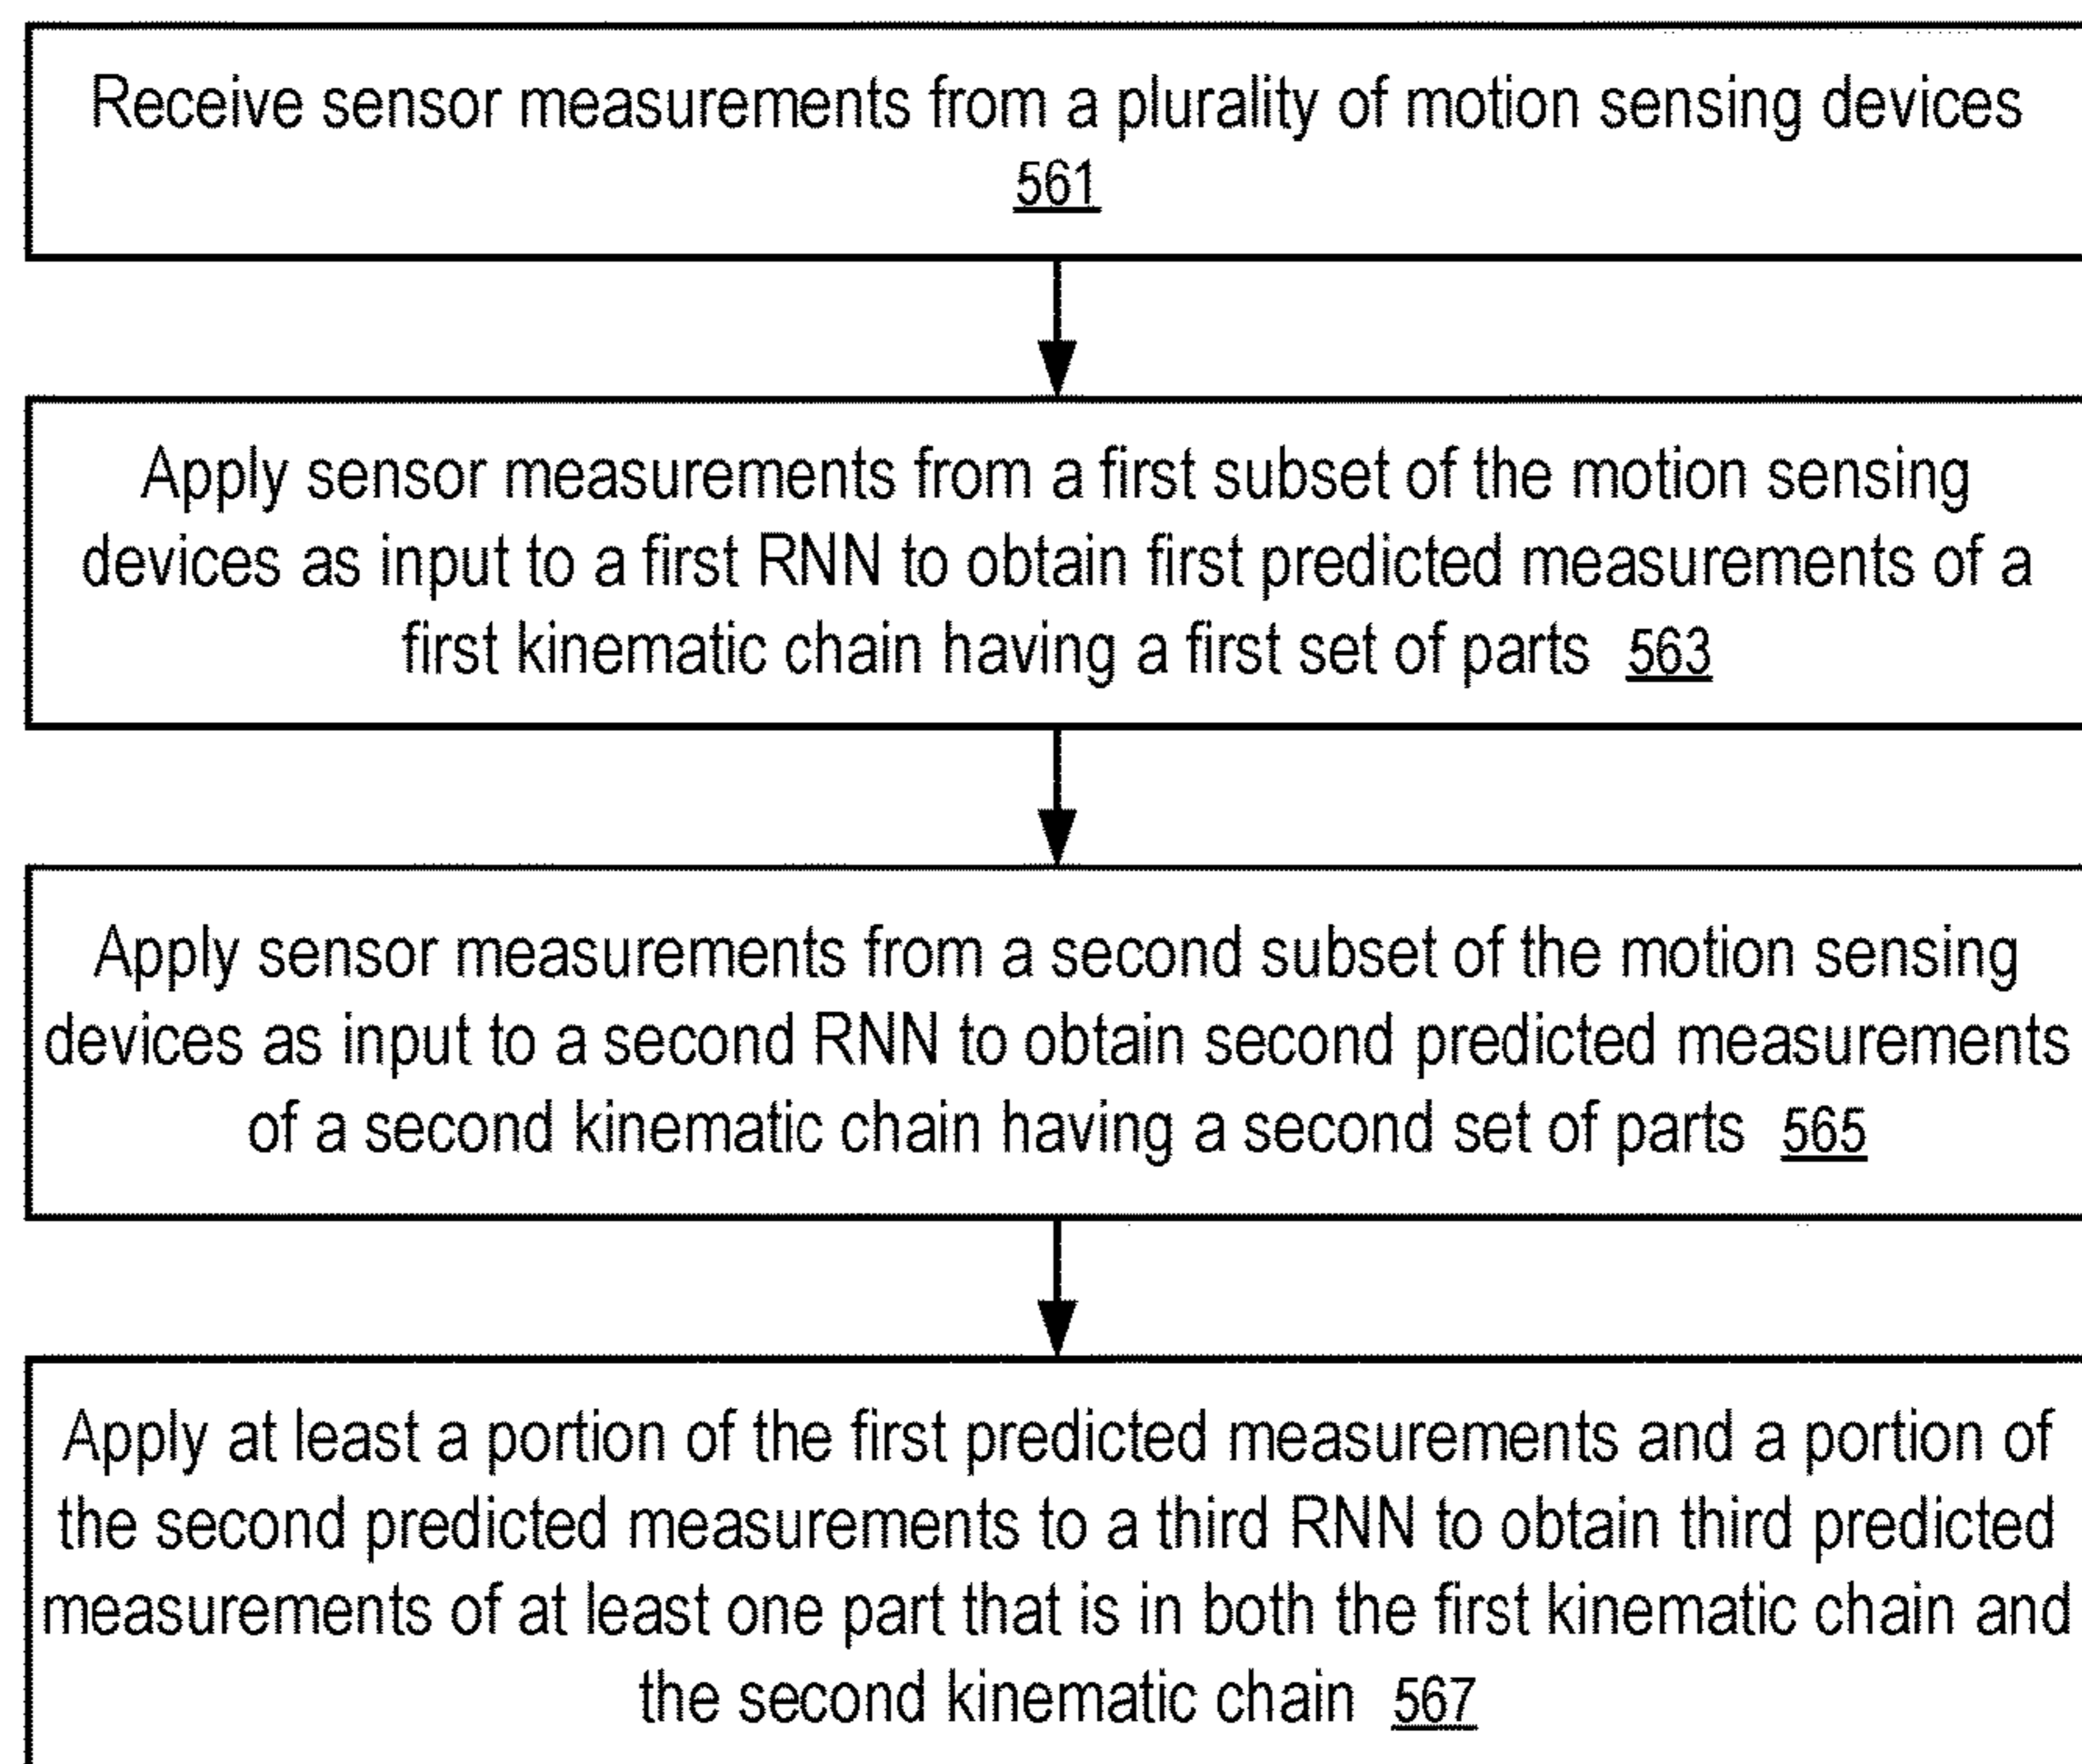 Receive sensor measurements from a plurality of motion sensing devices
561
Apply sensor measurements from a first subset of the motion sensing
devices as input to a first RNN to obtain first predicted measurements of a
first kinematic chain having a first set of parts 563
Apply sensor measurements from a second subset of the motion sensing
devices as input to a second RNN to obtain second predicted measurements
of a second kinematic chain having a second set of parts 565
Apply at least a portion of the first predicted measurements and a portion of
the second predicted measurements to a third RNN to obtain third predicted
measurements of at least one part that is in both the first kinematic chain and
the second kinematic chain 567